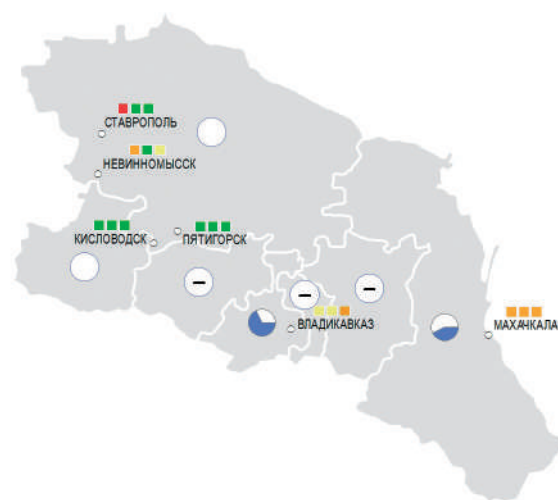 СТАВРОПОЛЬ
НЕВИННОМЫССК
КИСЛОВОДСК
ПЯТИГОРСК
ВЛАДИКАВКАЗ
МАХАЧКАЛА